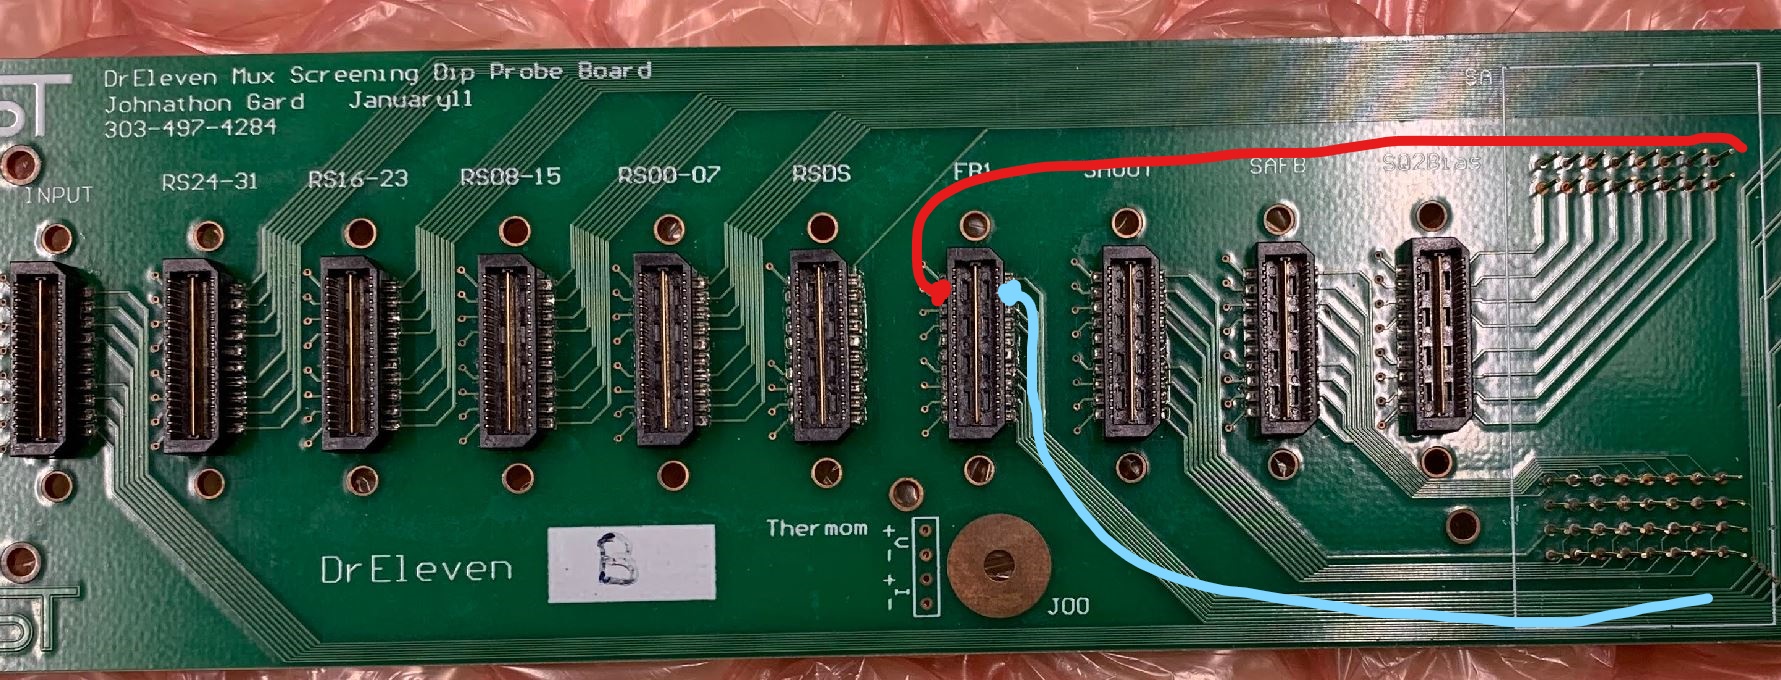 DrEleven Mux Screening Dip Probe Board
Johnathon Gard January11
303-497-4284
SA
INPUT
RS24-31
RS16-23
RS08-15
RS00-07
RSDS
FB1
SAOUT
SAFB
SQ2Bias
Thermom
+
V
-
+
I
-
DrEleven
B
J00